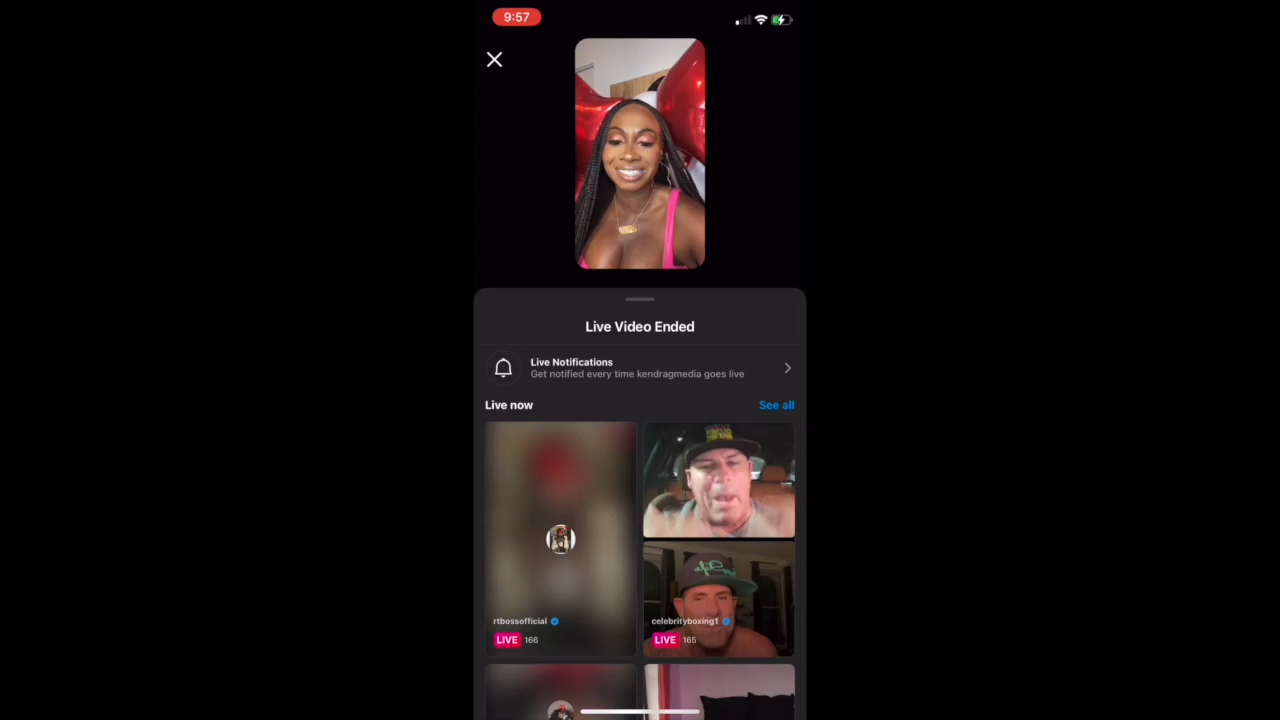 9:57
Live Video Ended
Live Notifications
Get notified every time kendragmedia goes live
Live now
See all
rtbossofficial
LIVE 166
celebrityboxing1
LIVE 165